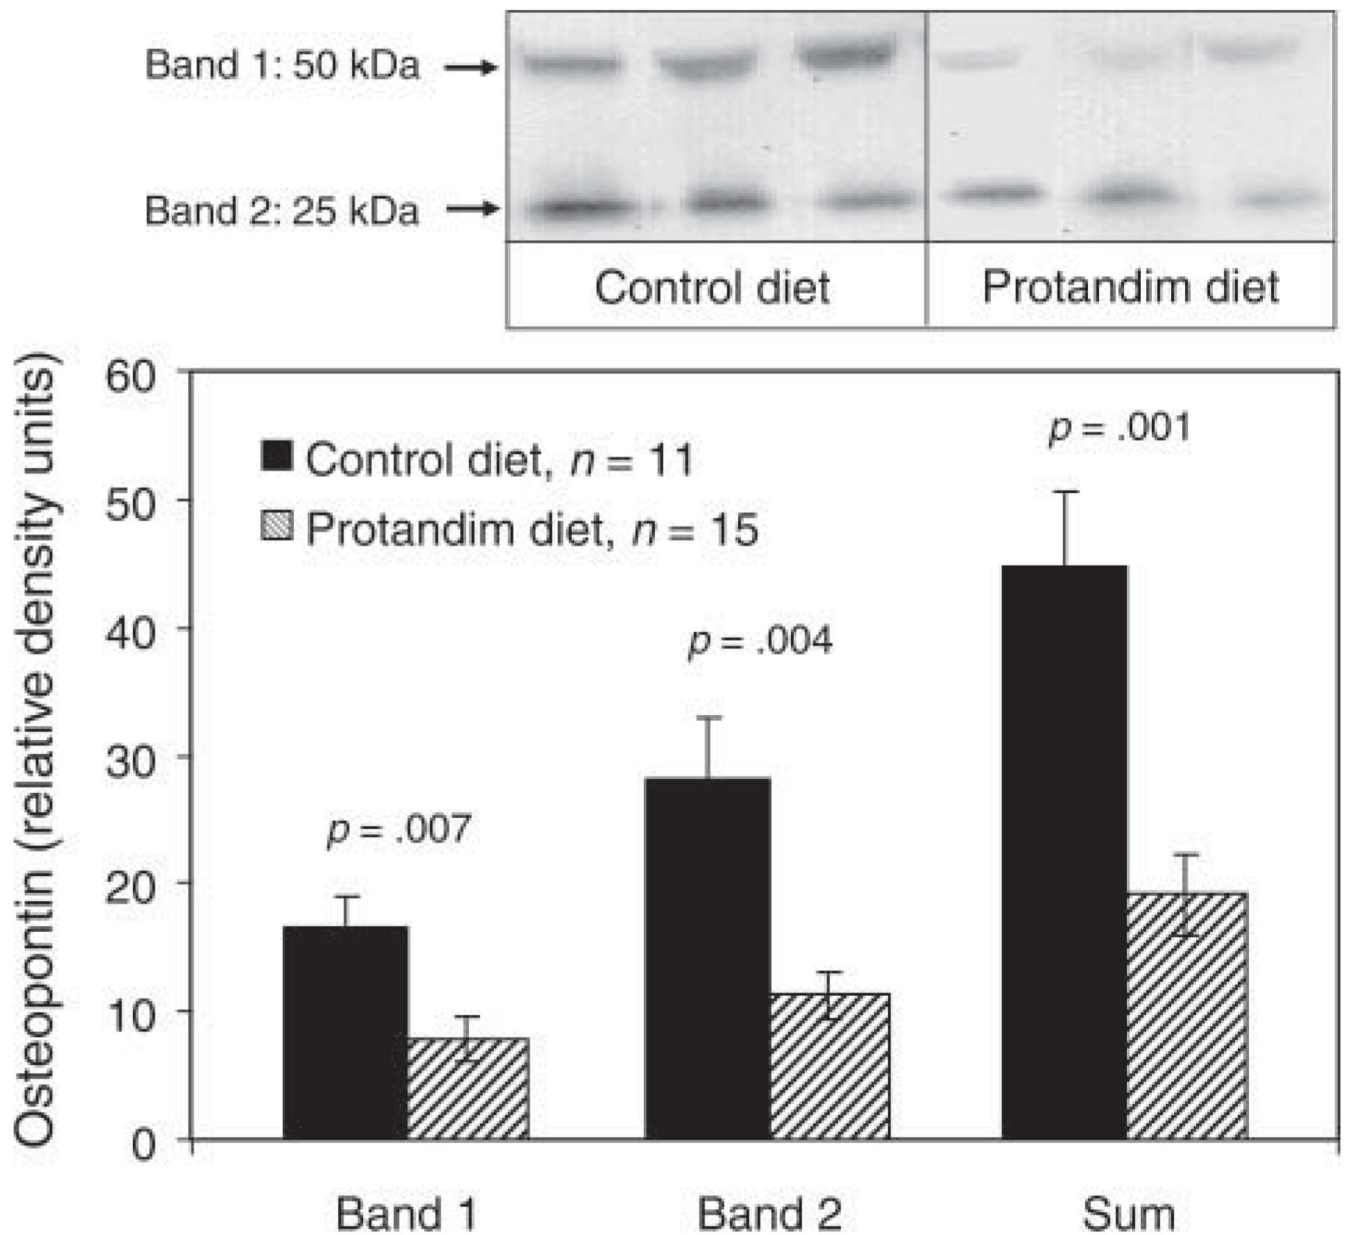 Band 1: 50 kDa
Band 2: 25 kDa
Control diet
Protandim diet
Osteopontin (relative density units)
60
50
40
30
20
10
0
Control diet, n = 11
Protandim diet, n = 15
p = .007
p = .004
p = .001
Band 1
Band 2
Sum